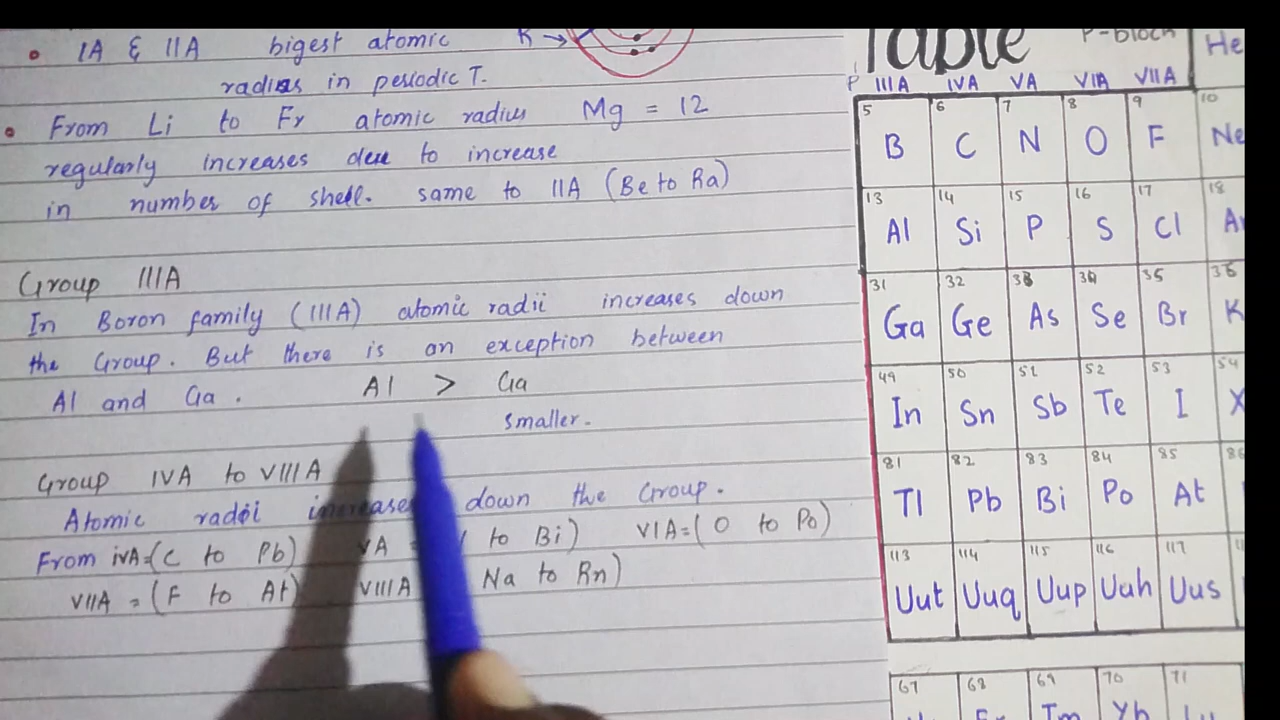 IA & IIA bigest atomic K →
radius in periodic T.
From Li to Fr atomic radius Mg = 12
regularly increases due to increase
in number of shell. same to IIA (Be to Ra)
Group IIIA
In Boron family (IIIA) atomic radii increases down
the Group. But there is an exception between
Al and Ga. Al > Ga
smaller.
Group IVA to VIIIA
Atomic radii increases down the Group.
From iVA=(C to Pb) VA = to Bi) VIA=(O to Po)
VIIA = (F to At) VIIIA Na to Rn)
Table P-block
IIIA IVA VA VIA VIIA He
5 6 7 8 9 10
B C N O F Ne
13 14 15 16 17 18
Al Si P S Cl A
31 32 33 34 35 36
Ga Ge As Se Br K
49 50 51 52 53 54
In Sn Sb Te I X
81 82 83 84 85 86
Tl Pb Bi Po At
113 114 115 116 117
Uut Uuq Uup Uah Uus
67 68 69 70 71
Tm Yb